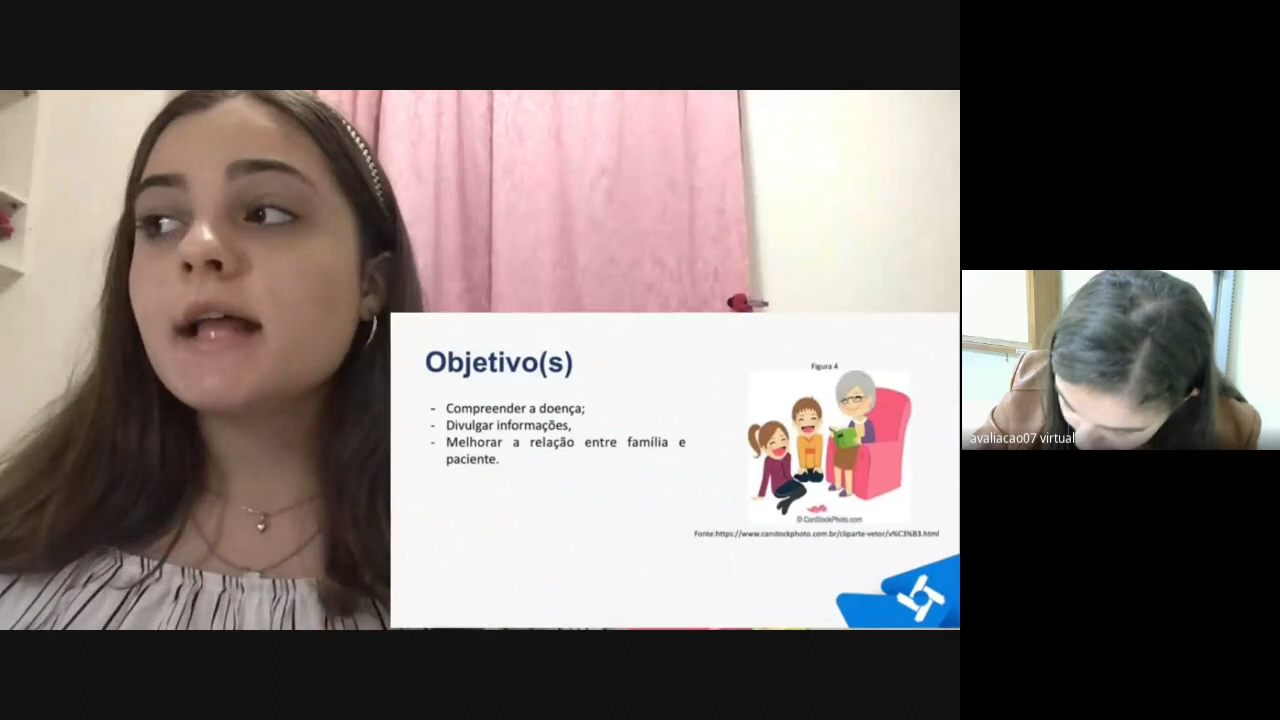 Objetivo(s)
- Compreender a doença;
- Divulgar informações,
- Melhorar a relação entre família e
paciente.
Figura 4
© CanStockPhoto.com
Fonte:https://www.canstockphoto.com.br/cliparte-vetor/v%C3%B3.html
avaliacao07 virtual